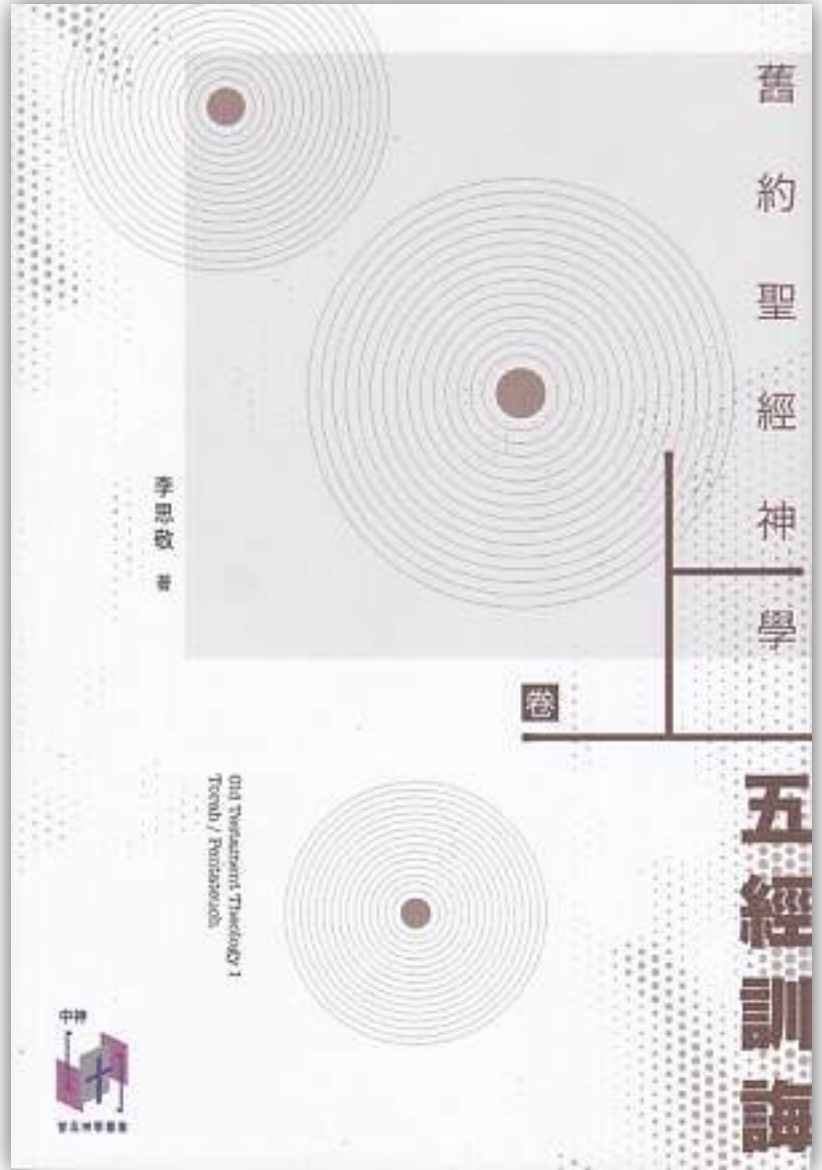 舊約聖經神學
卷
五經訓誨
李思敬 著
Old Testament Theology 1
Torah / Pentateuch
中神